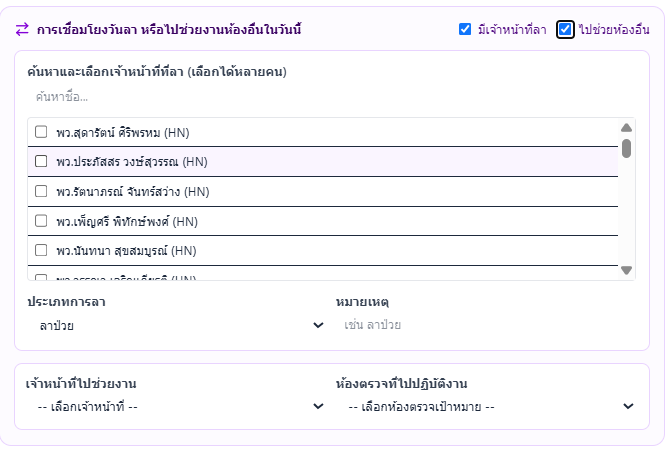 การเชื่อมโยงวันลา หรือไปช่วยงานห้องอื่นในวันนี้ มีเจ้าหน้าที่ลา ไปช่วยห้องอื่น
ค้นหาและเลือกเจ้าหน้าที่ที่ลา (เลือกได้หลายคน)
ค้นหาชื่อ...
พว.สุดารัตน์ ศิริพรหม (HN)
พว.ประภัสสร วงษ์สุวรรณ (HN)
พว.รัตนาภรณ์ จันทร์สว่าง (HN)
พว.เพ็ญศรี พิทักษ์พงศ์ (HN)
พว.นันทนา สุขสมบูรณ์ (HN)
ประเภทการลา หมายเหตุ
ลาป่วย เช่น ลาป่วย
เจ้าหน้าที่ไปช่วยงาน ห้องตรวจที่ไปปฏิบัติงาน
-- เลือกเจ้าหน้าที่ -- -- เลือกห้องตรวจเป้าหมาย --